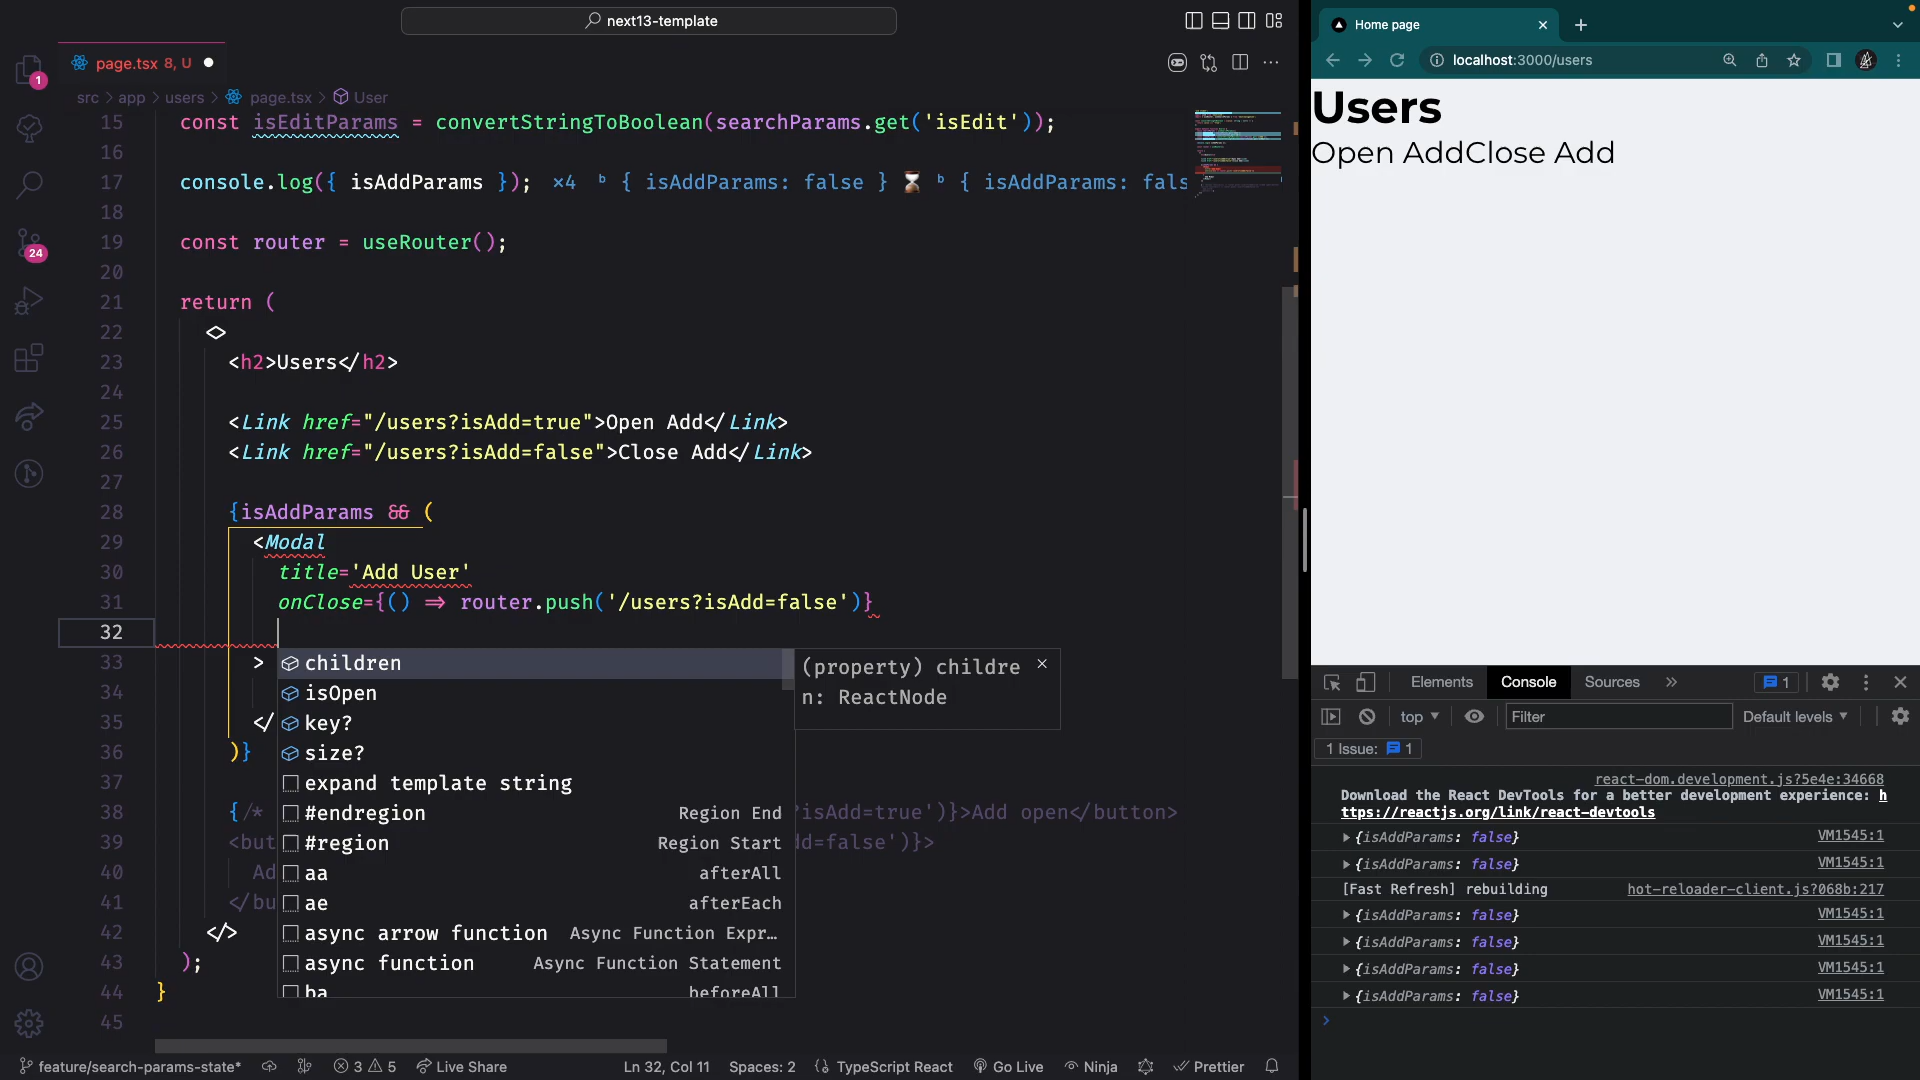 next13-template
page.tsx 8, U
src > app > users > page.tsx > User
1
24
15 const isEditParams = convertStringToBoolean(searchParams.get('isEdit'));
16
17 console.log({ isAddParams }); ×4 ᵇ { isAddParams: false } ⌛ ᵇ { isAddParams: fals
18
19 const router = useRouter();
20
21 return (
22 <>
23 <h2>Users</h2>
24
25 <Link href="/users?isAdd=true">Open Add</Link>
26 <Link href="/users?isAdd=false">Close Add</Link>
27
28 {isAddParams && (
29 <Modal
30 title='Add User'
31 onClose={() => router.push('/users?isAdd=false')}
32
33 >
34
35 </
36 )}
37
38 {/* 'isAdd=true')}>Add open</button>
39 <but dd=false')}>
40 Ad
41 </bu
42 </>
43 );
44 }
45
children
isOpen
key?
size?
expand template string
#endregion Region End
#region Region Start
aa afterAll
ae afterEach
async arrow function Async Function Expr…
async function Async Function Statement
ba beforeAll
(property) childre
n: ReactNode
feature/search-params-state*
3 5
Live Share
Ln 32, Col 11
Spaces: 2
TypeScript React
Go Live
Ninja
Prettier
Home page
localhost:3000/users
Users
Open AddClose Add
Elements Console Sources » 1
top Filter Default levels
1 Issue: 1
react-dom.development.js?5e4e:34668
Download the React DevTools for a better development experience: h
ttps://reactjs.org/link/react-devtools
{isAddParams: false} VM1545:1
{isAddParams: false} VM1545:1
[Fast Refresh] rebuilding hot-reloader-client.js?068b:217
{isAddParams: false} VM1545:1
{isAddParams: false} VM1545:1
{isAddParams: false} VM1545:1
{isAddParams: false} VM1545:1